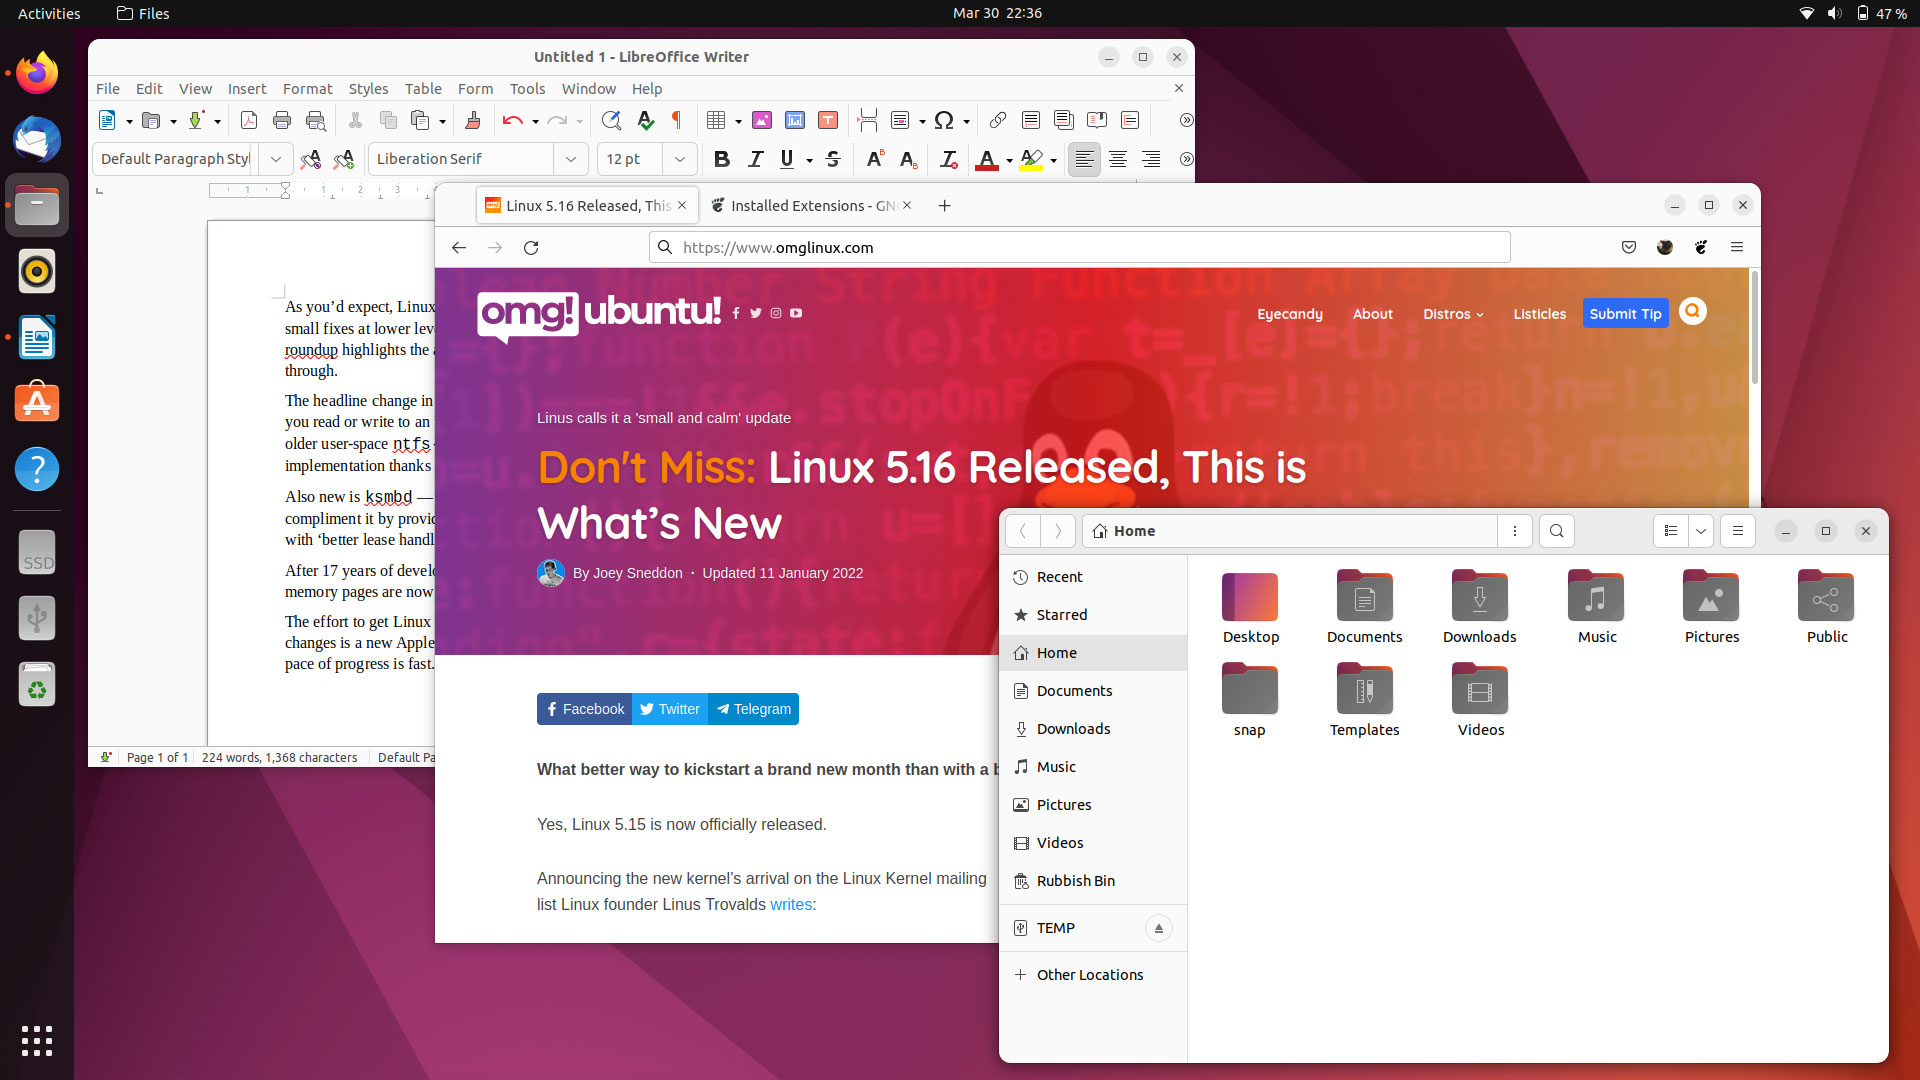 Activities
Files
Mar 30 22:36
47 %
Untitled 1 - LibreOffice Writer
File Edit View Insert Format Styles Table Form Tools Window Help
Default Paragraph Styl
Liberation Serif
12 pt
As you’d expect, Linux
small fixes at lower leve
roundup highlights the a
through.
The headline change in
you read or write to an
older user-space ntfs-
implementation thanks
Also new is ksmbd —
compliment it by provid
with ‘better lease handl
After 17 years of develo
memory pages are now
The effort to get Linux
changes is a new Apple
pace of progress is fast.
Page 1 of 1
224 words, 1,368 characters
Default Pa
Linux 5.16 Released, This
Installed Extensions - GN
https://www.omglinux.com
omg! ubuntu!
Eyecandy About Distros Listicles Submit Tip
Linus calls it a 'small and calm' update
Don't Miss: Linux 5.16 Released, This is
What’s New
By Joey Sneddon · Updated 11 January 2022
Facebook Twitter Telegram
What better way to kickstart a brand new month than with a b
Yes, Linux 5.15 is now officially released.
Announcing the new kernel’s arrival on the Linux Kernel mailing
list Linux founder Linus Trovalds writes:
Home
Recent
Starred
Home
Documents
Downloads
Music
Pictures
Videos
Rubbish Bin
TEMP
Other Locations
Desktop Documents Downloads Music Pictures Public
snap Templates Videos
SSD